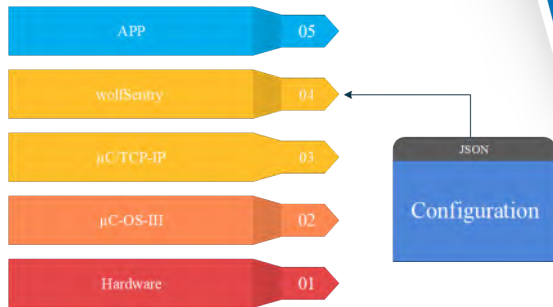 APP 05
wolfSentry 04
µC/TCP-IP 03
µC-OS-III 02
Hardware 01
JSON
Configuration